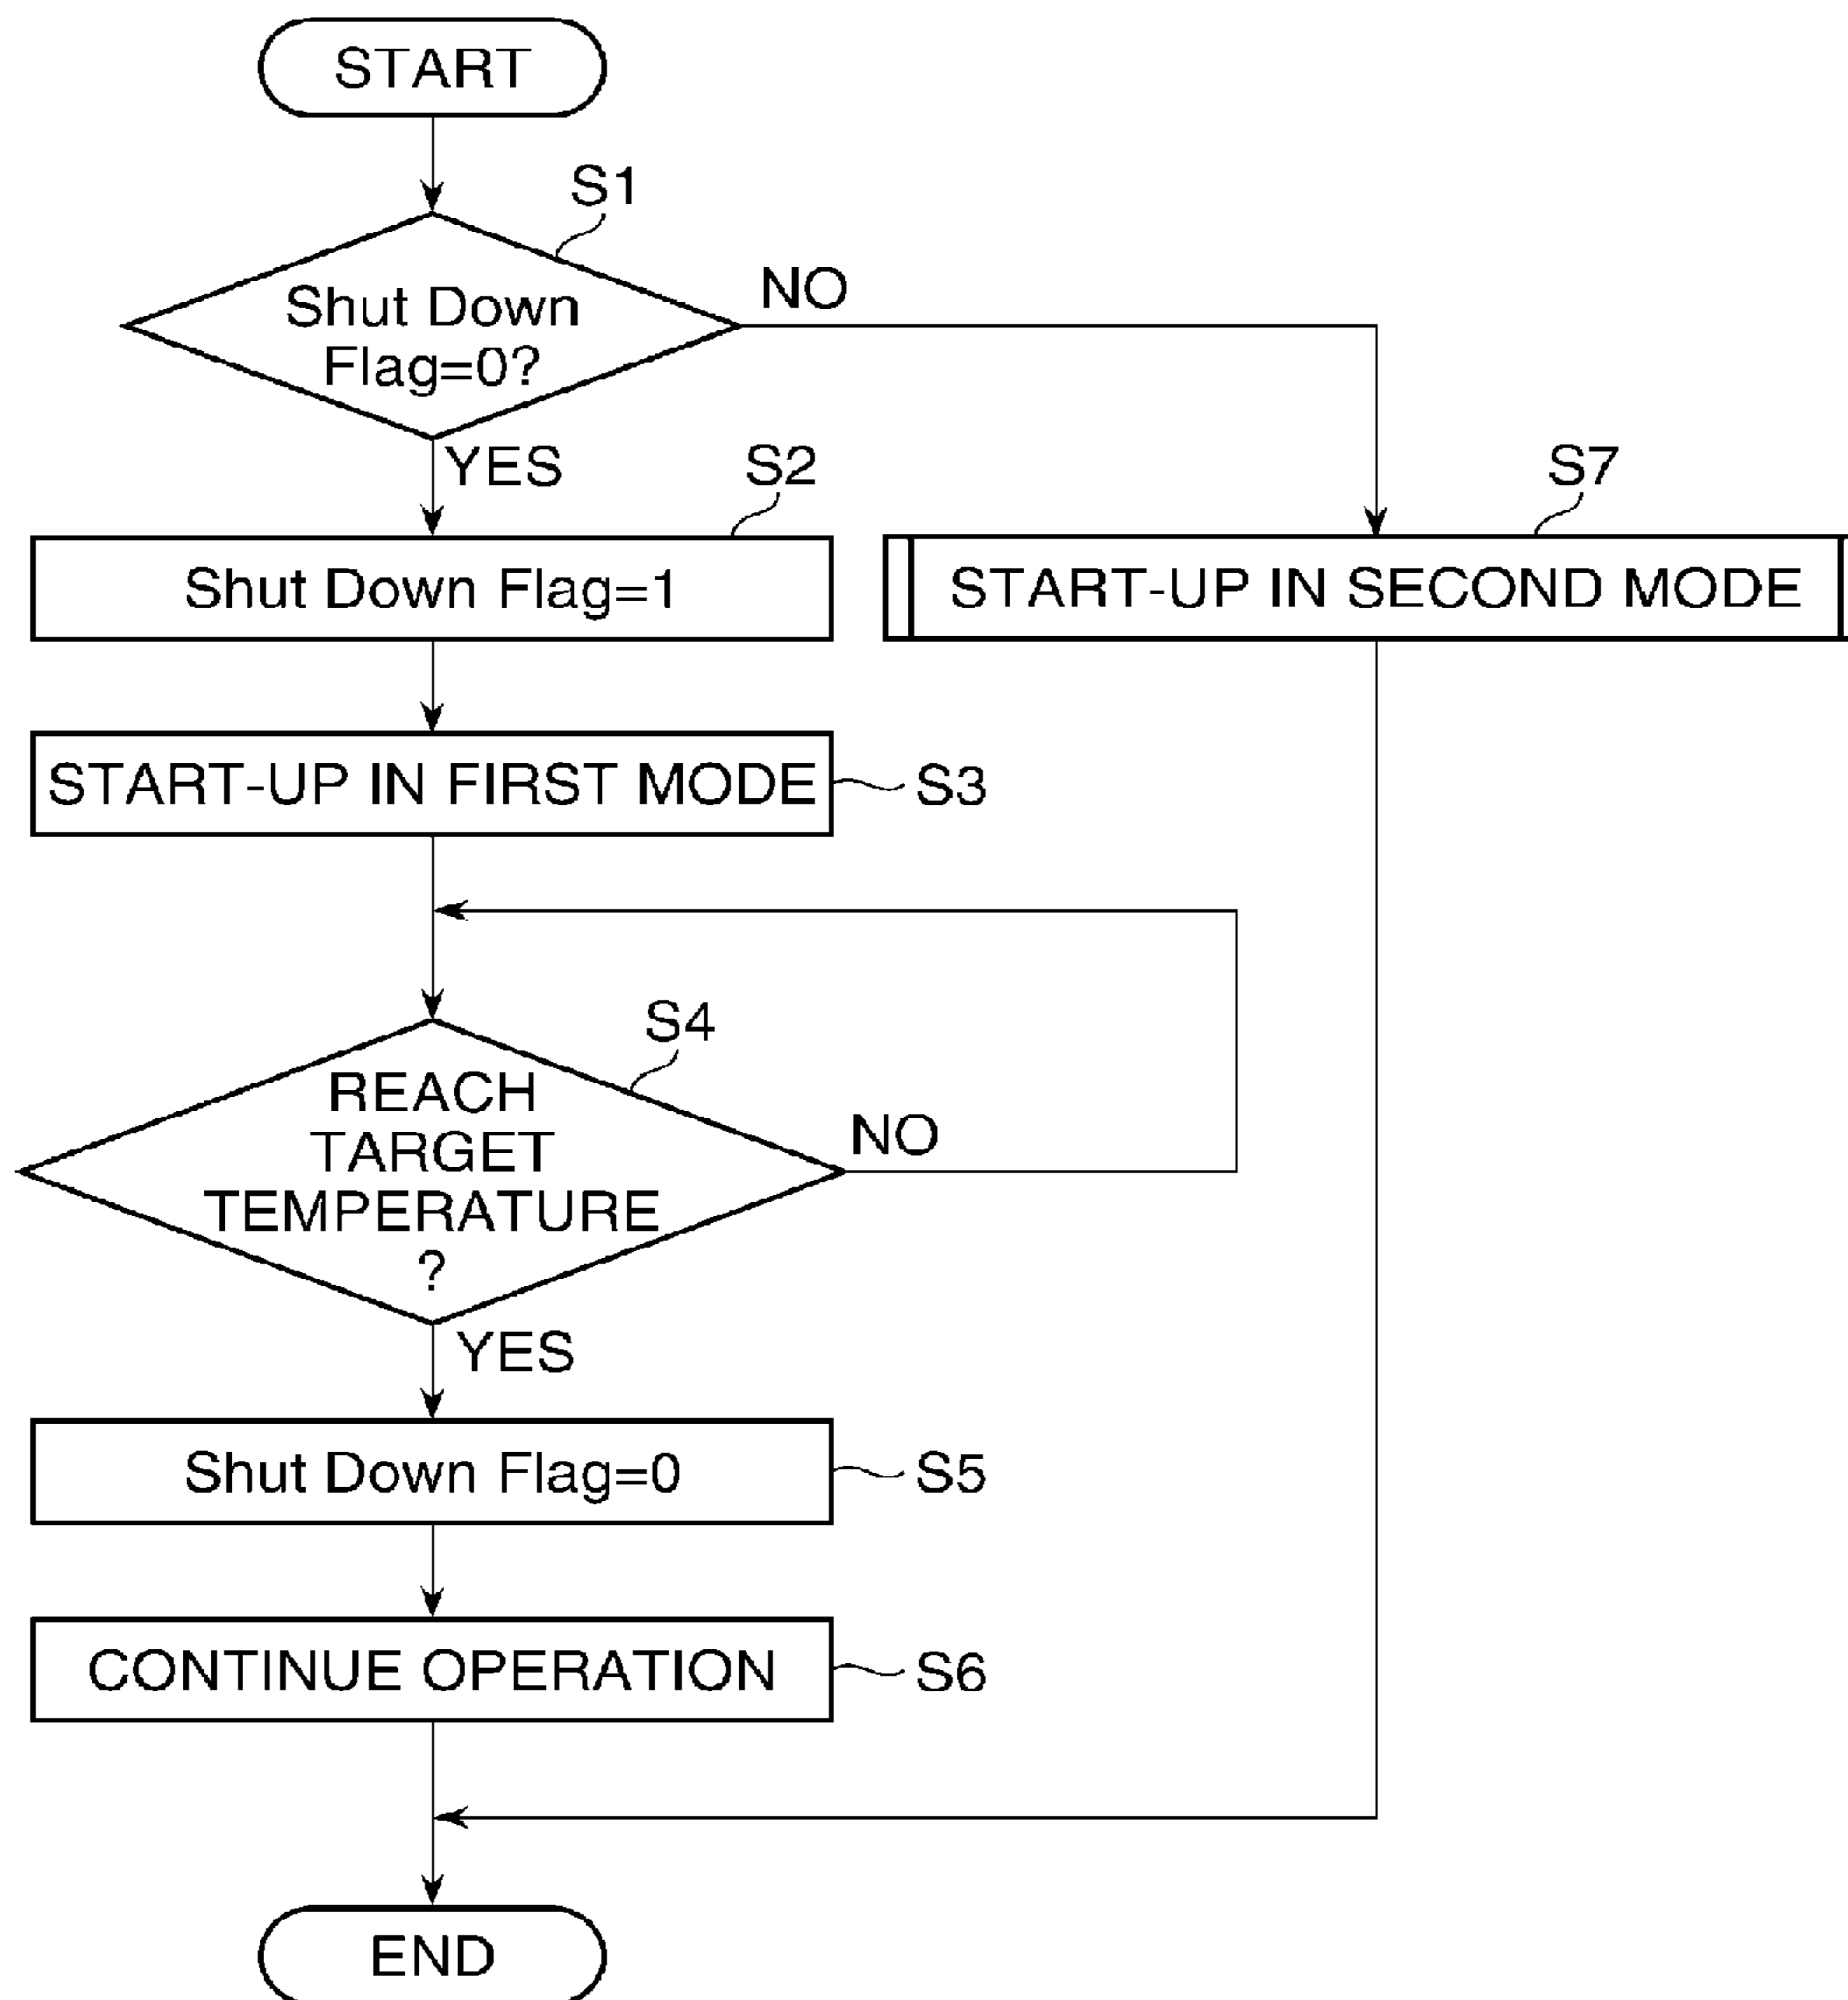 START
S1
Shut Down
Flag=0?
NO
YES
S2
Shut Down Flag=1
S7
START-UP IN SECOND MODE
START-UP IN FIRST MODE
S3
S4
REACH
TARGET
TEMPERATURE
?
NO
YES
Shut Down Flag=0
S5
CONTINUE OPERATION
S6
END